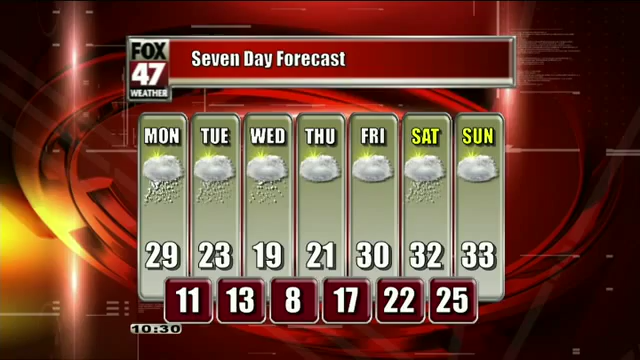 FOX
47
WEATHER
Seven Day Forecast
MON TUE WED THU FRI SAT SUN
29 23 19 21 30 32 33
11 13 8 17 22 25
10:30